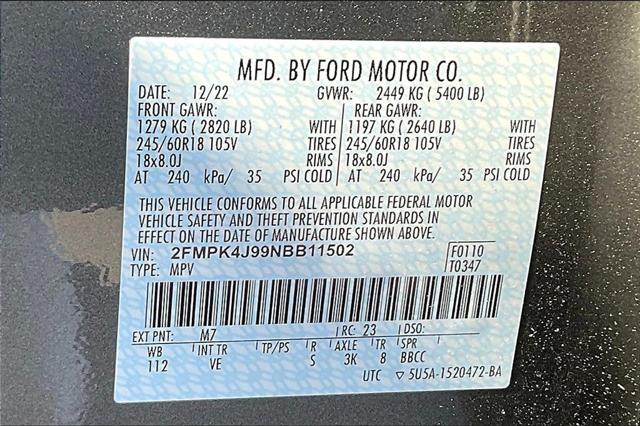 MFD. BY FORD MOTOR CO.
DATE: 12/22 GVWR: 2449 KG ( 5400 LB)
FRONT GAWR: REAR GAWR:
1279 KG ( 2820 LB) WITH 1197 KG ( 2640 LB) WITH
245/60R18 105V TIRES 245/60R18 105V TIRES
18x8.0J RIMS 18x8.0J RIMS
AT 240 kPa/ 35 PSI COLD AT 240 kPa/ 35 PSI COLD
THIS VEHICLE CONFORMS TO ALL APPLICABLE FEDERAL MOTOR
VEHICLE SAFETY AND THEFT PREVENTION STANDARDS IN
EFFECT ON THE DATE OF MANUFACTURE SHOWN ABOVE.
VIN: 2FMPK4J99NBB11502 F0110
TYPE: MPV T0347
EXT PNT: M7 RC: 23 DSO:
WB INT TR TP/PS R AXLE TR SPR
112 VE S 3K 8 BBCC
UTC ▽ 5U5A-1520472-BA